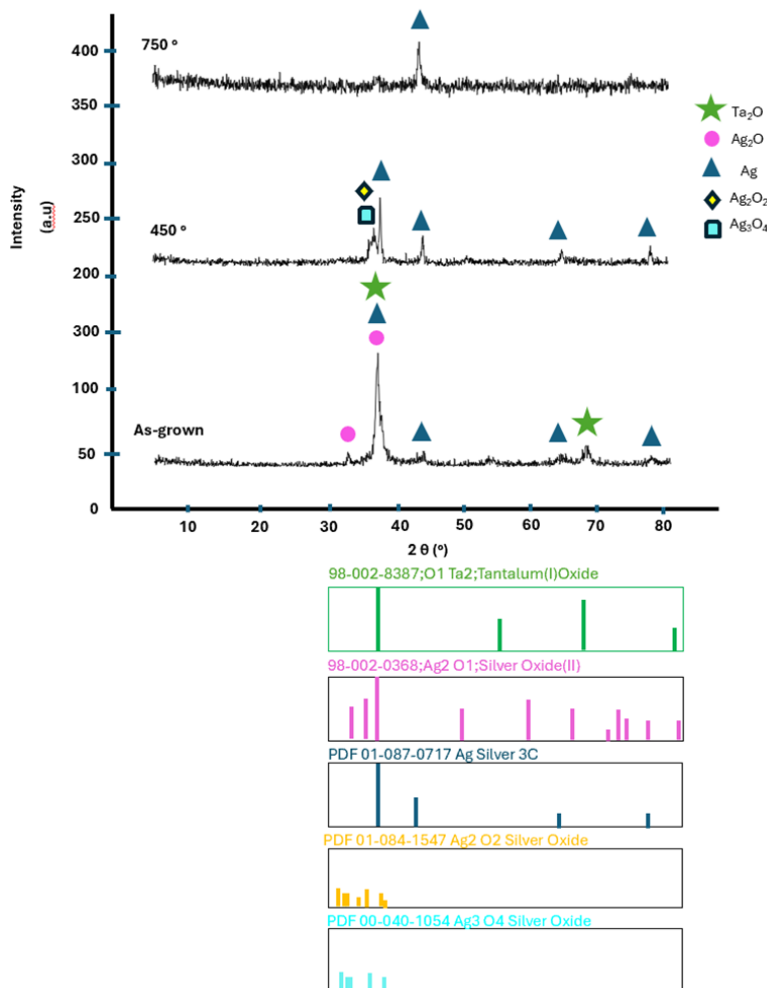 400
750 °
350
Ta₂O
Ag₂O
300
Ag
Intensity
(a.u)
Ag₂O₂
250
450 °
Ag₃O₄
200
300
100
As-grown
50
0
10 20 30 40 50 60 70 80
2 θ (°)
98-002-8387;O1 Ta2;Tantalum(I)Oxide
98-002-0368;Ag2 O1;Silver Oxide(II)
PDF 01-087-0717 Ag Silver 3C
PDF 01-084-1547 Ag2 O2 Silver Oxide
PDF 00-040-1054 Ag3 O4 Silver Oxide